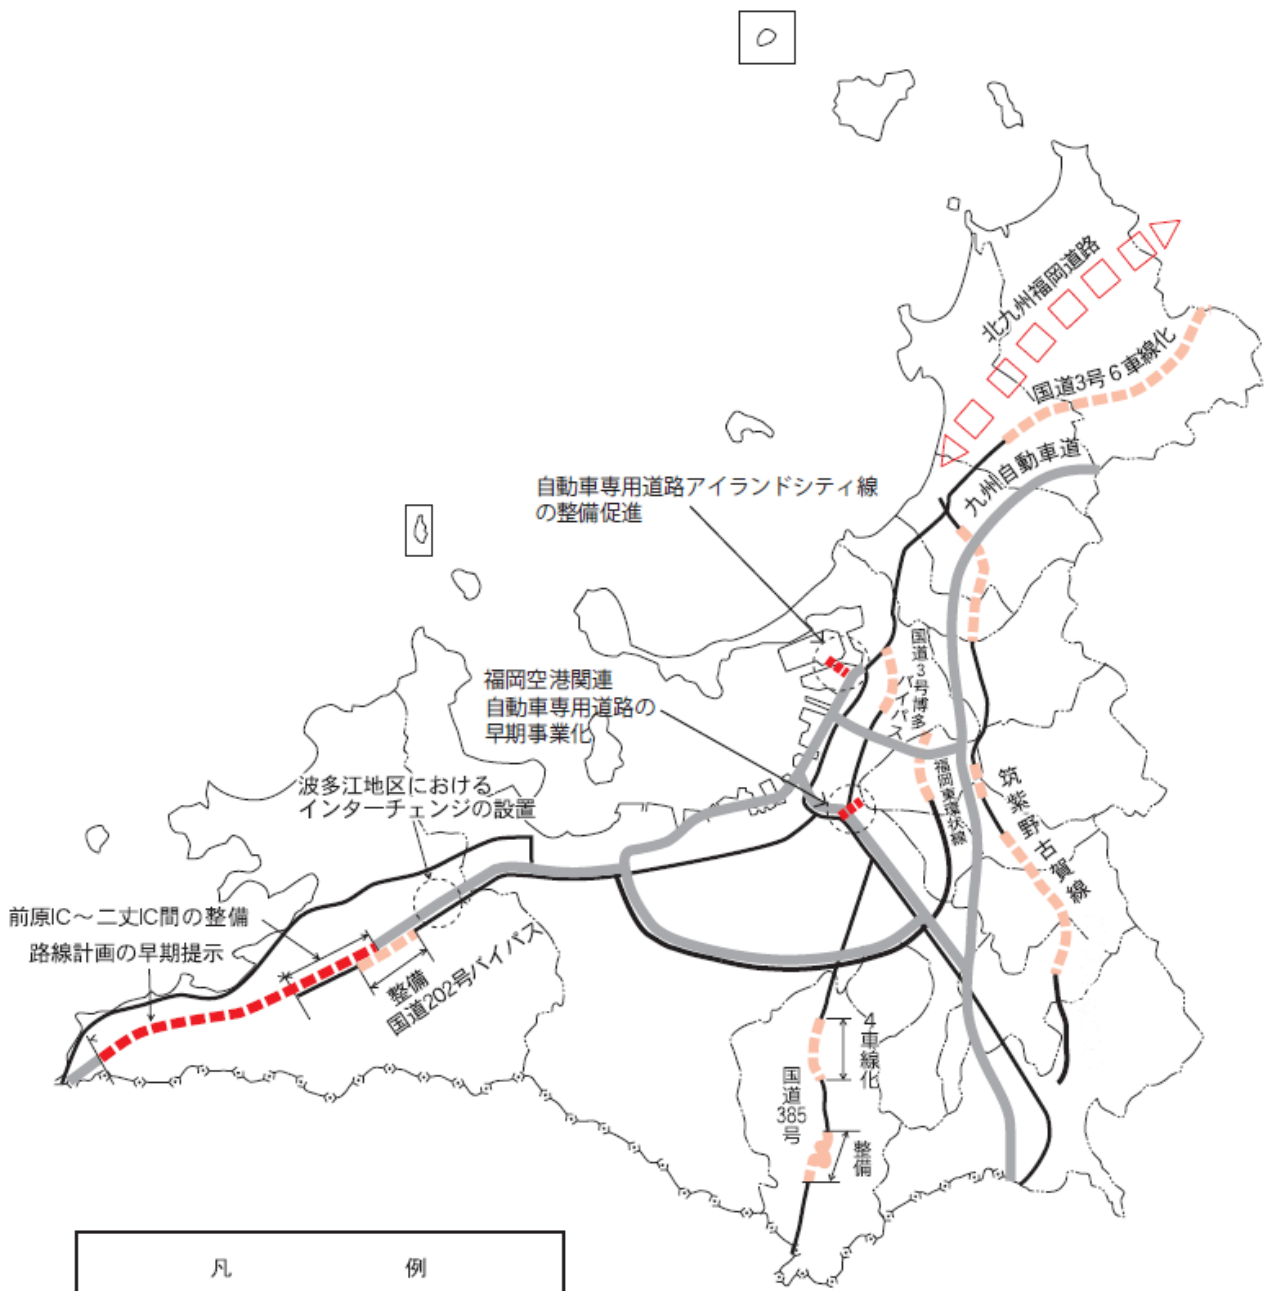 北九州福岡道路
国道3号6車線化
九州自動車道
自動車専用道路アイランドシティ線
の整備促進
国道3号博多
バイパス
福岡空港関連
自動車専用道路の
早期事業化
福岡東環状線
筑紫野古賀線
波多江地区における
インターチェンジの設置
前原IC～二丈IC間の整備
路線計画の早期提示
整備
国道202号バイパス
4車線化
国道385号
整備
凡 例